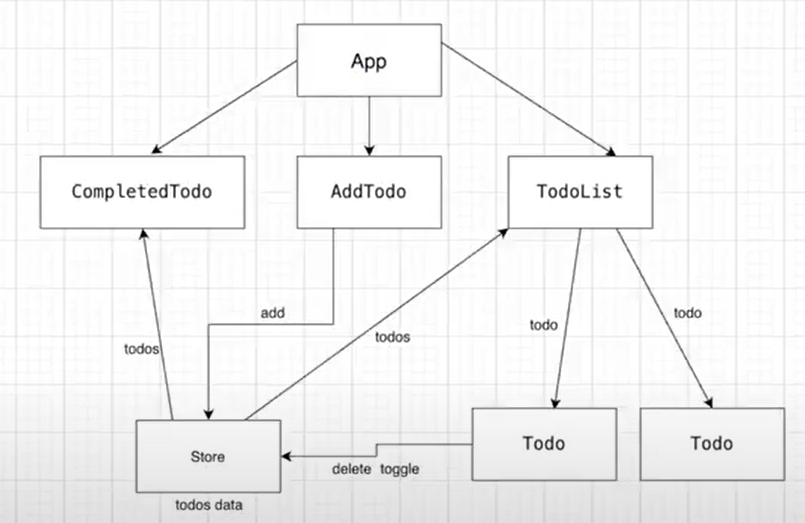 App
CompletedTodo
AddTodo
TodoList
add
todo
todo
todos
todos
Todo
Todo
Store
delete toggle
todos data